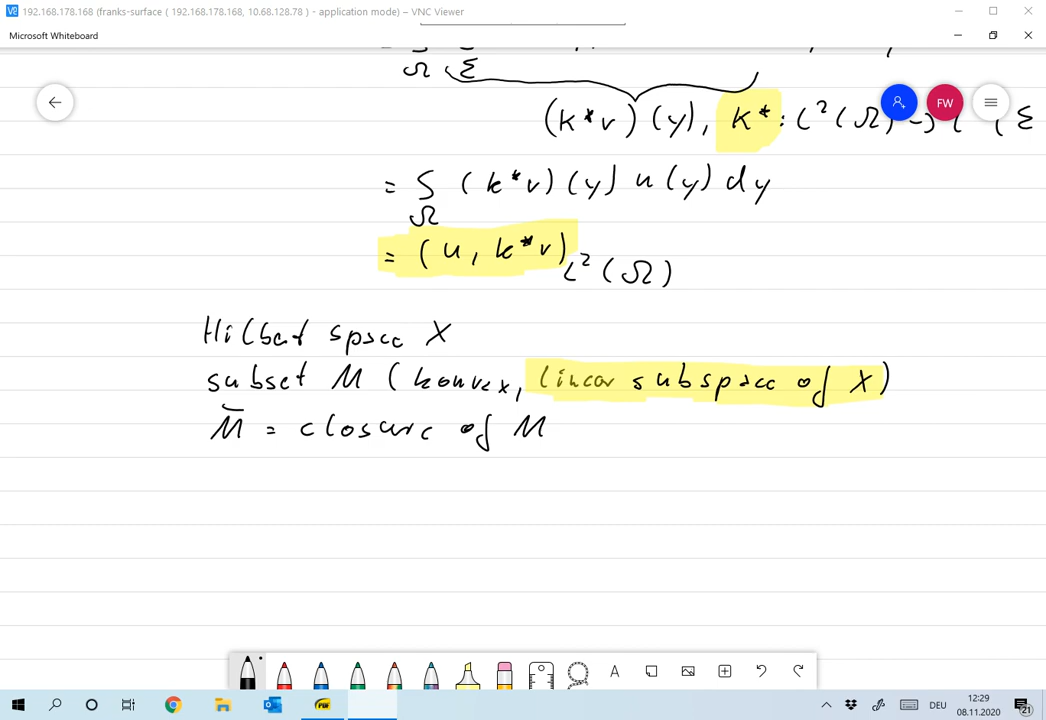 192.168.178.168 (franks-surface ( 192.168.178.168, 10.68.128.78 ) - application mode) – VNC Viewer
Microsoft Whiteboard
Ω Ξ
(k*v)(y), K* : L²(Ω) → L (Ξ
FW
= ∫ (k*v)(y) u(y) dy
Ω
= (u, k*v) L²(Ω)
Hilbert space X
subset M (konvex, linear subspace of X)
M̄ = closure of M
A
DEU
12:29
08.11.2020
21